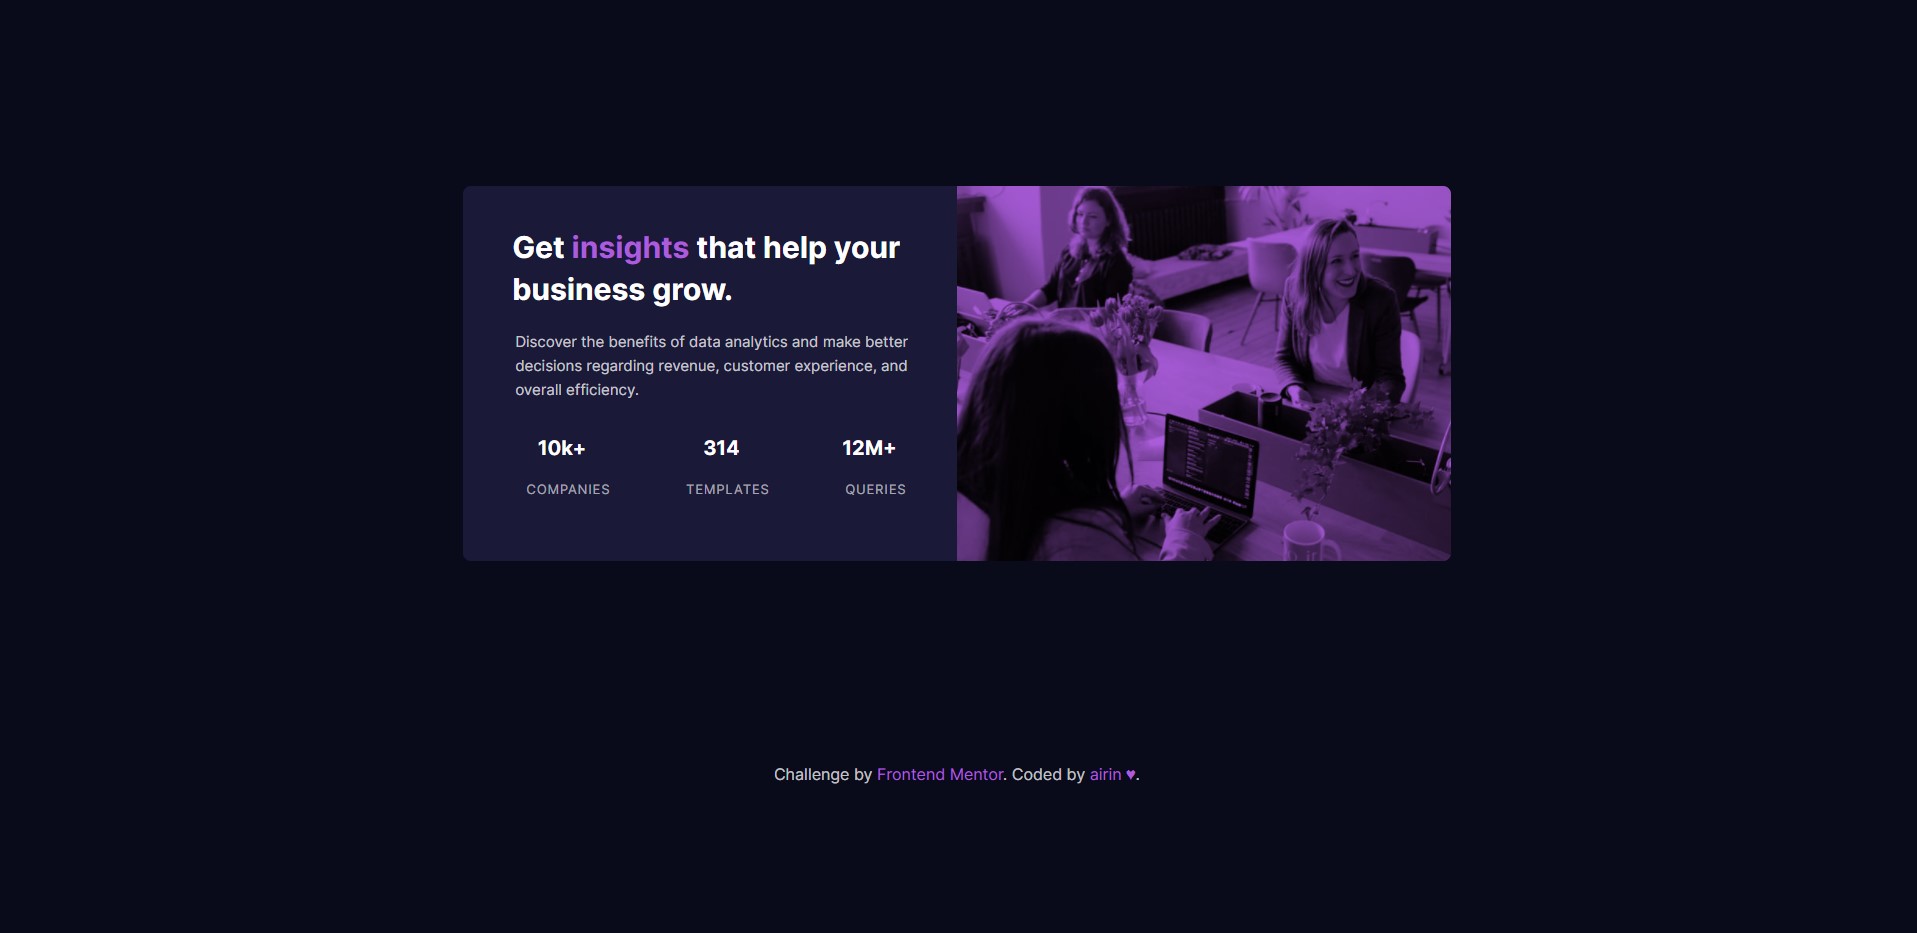 Get insights that help your
business grow.
Discover the benefits of data analytics and make better
decisions regarding revenue, customer experience, and
overall efficiency.
10k+ 314 12M+
COMPANIES TEMPLATES QUERIES
Challenge by Frontend Mentor. Coded by airin ♥.